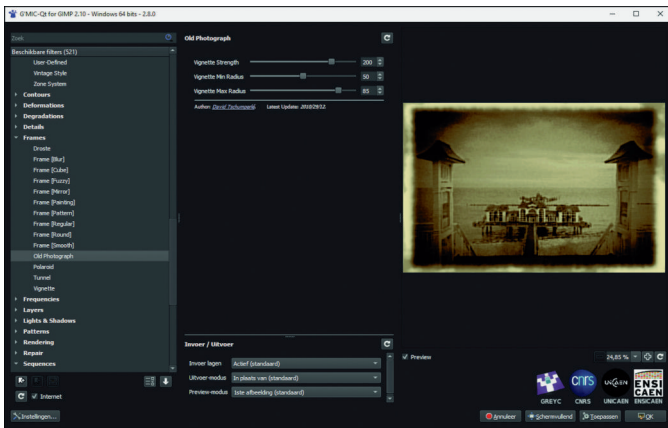 G'MIC-Qt for GIMP 2.10 - Windows 64 bits - 2.8.0
Zoek
Beschikbare filters (521)
User-Defined
Vintage Style
Zone System
Contours
Deformations
Degradations
Details
Frames
Droste
Frame [Blur]
Frame [Cube]
Frame [Fuzzy]
Frame [Mirror]
Frame [Painting]
Frame [Pattern]
Frame [Regular]
Frame [Round]
Frame [Smooth]
Old Photograph
Polaroid
Tunnel
Vignette
Frequencies
Layers
Lights & Shadows
Patterns
Rendering
Repair
Sequences
Internet
Instellingen...
Old Photograph
Vignette Strength 200
Vignette Min Radius 50
Vignette Max Radius 85
Author: David Tschumperlé. Latest Update: 2010/29/12.
Invoer / Uitvoer
Invoer lagen Actief (standaard)
Uitvoer-modus In plaats van (standaard)
Preview-modus 1ste afbeelding (standaard)
Preview
24,85 %
cnrs
UNICAEN
ENSI
CAEN
GREYC CNRS UNICAEN ENSICAEN
Annuleer Schermvullend Toepassen OK